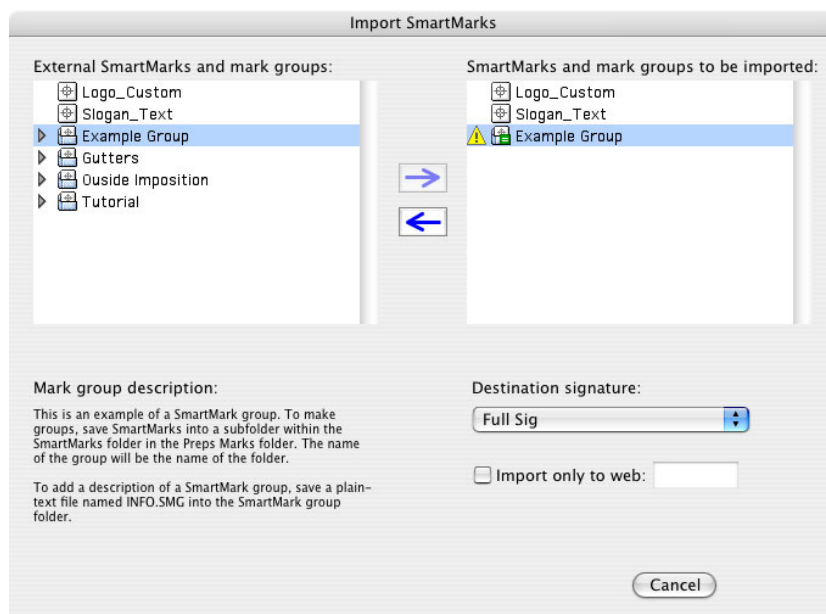 Import SmartMarks
External SmartMarks and mark groups:
Logo_Custom
Slogan_Text
Example Group
Gutters
Ouside Imposition
Tutorial
SmartMarks and mark groups to be imported:
Logo_Custom
Slogan_Text
Example Group
Mark group description:
This is an example of a SmartMark group. To make
groups, save SmartMarks into a subfolder within the
SmartMarks folder in the Preps Marks folder. The name
of the group will be the name of the folder.
To add a description of a SmartMark group, save a plain-
text file named INFO.SMG into the SmartMark group
folder.
Destination signature:
Full Sig
Import only to web:
Cancel